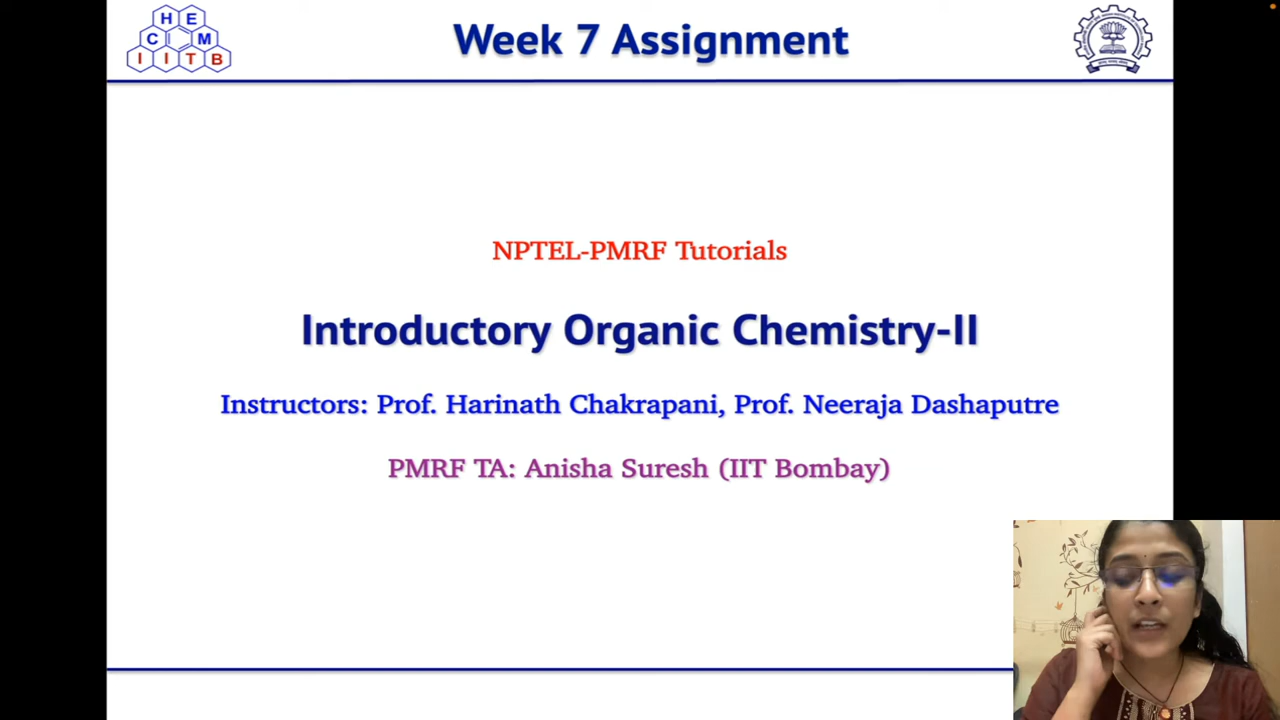 Week 7 Assignment
H E
C M
I I T B
NPTEL-PMRF Tutorials
Introductory Organic Chemistry-II
Instructors: Prof. Harinath Chakrapani, Prof. Neeraja Dashaputre
PMRF TA: Anisha Suresh (IIT Bombay)